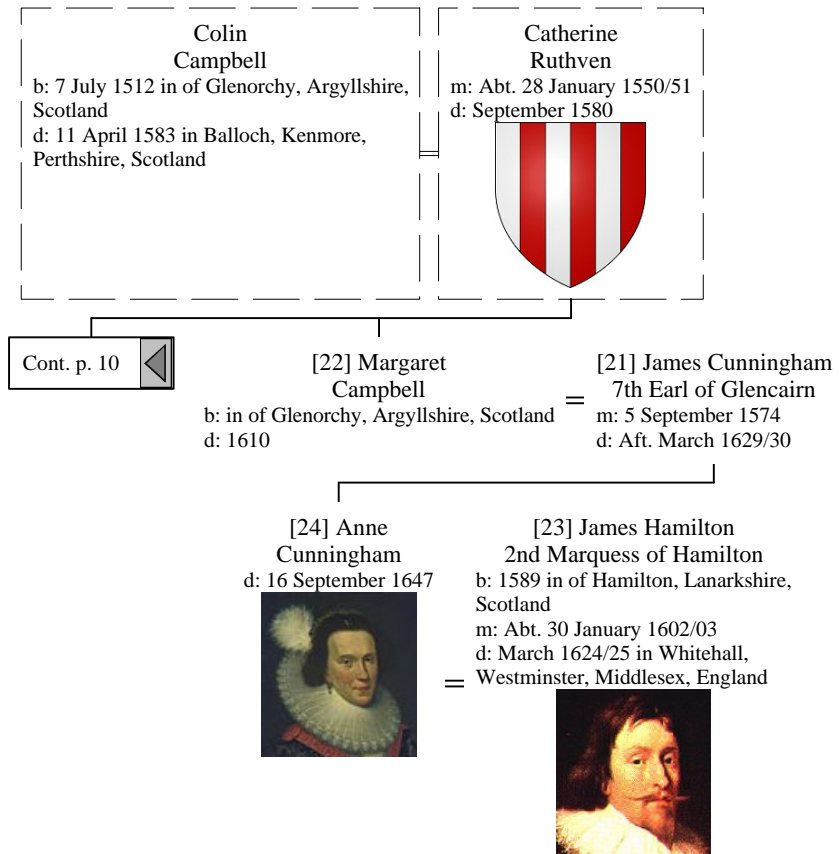 Colin
Campbell
b: 7 July 1512 in of Glenorchy, Argyllshire,
Scotland
d: 11 April 1583 in Balloch, Kenmore,
Perthshire, Scotland
Catherine
Ruthven
m: Abt. 28 January 1550/51
d: September 1580
=
Cont. p. 10
[22] Margaret
Campbell
b: in of Glenorchy, Argyllshire, Scotland
d: 1610
=
[21] James Cunningham
7th Earl of Glencairn
m: 5 September 1574
d: Aft. March 1629/30
[24] Anne
Cunningham
d: 16 September 1647
=
[23] James Hamilton
2nd Marquess of Hamilton
b: 1589 in of Hamilton, Lanarkshire,
Scotland
m: Abt. 30 January 1602/03
d: March 1624/25 in Whitehall,
Westminster, Middlesex, England